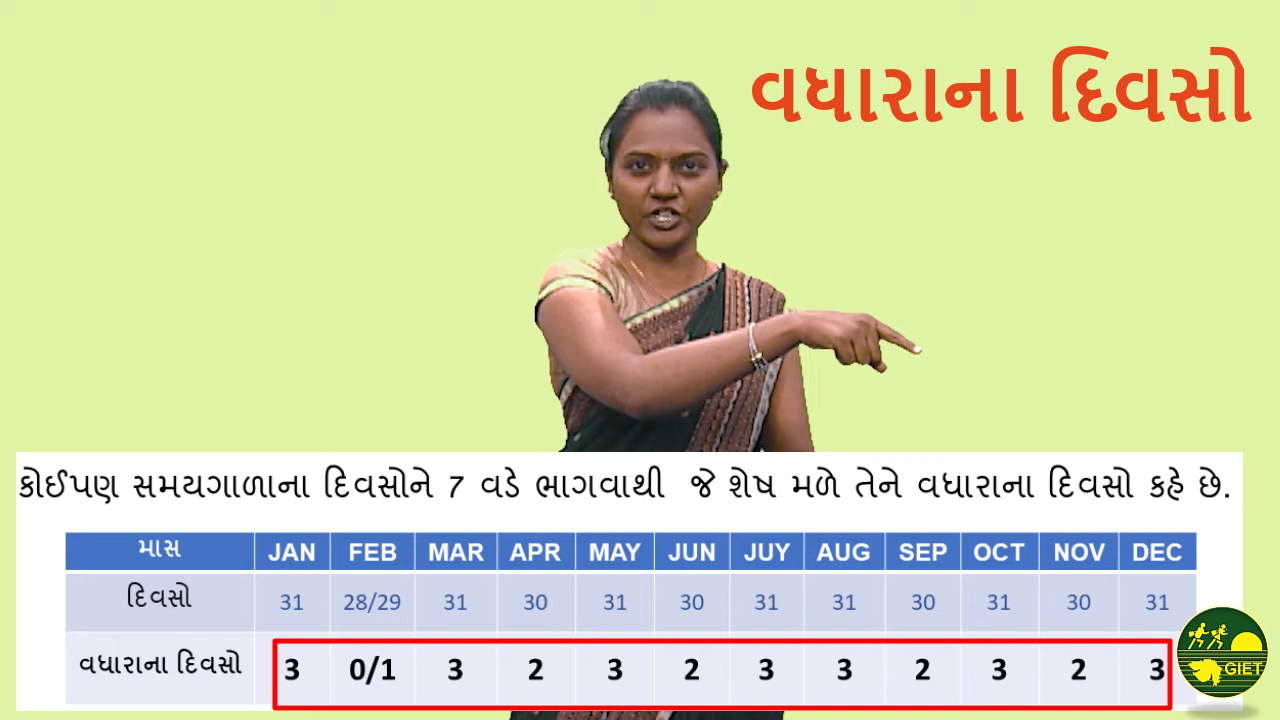 વધારાના દિવસો
કોઈપણ સમયગાળાના દિવસોને 7 વડે ભાગવાથી જે શેષ મળે તેને વધારાના દિવસો કહે છે.
માસ JAN FEB MAR APR MAY JUN JUY AUG SEP OCT NOV DEC
દિવસો 31 28/29 31 30 31 30 31 31 30 31 30 31
વધારાના દિવસો 3 0/1 3 2 3 2 3 3 2 3 2 3
GIET